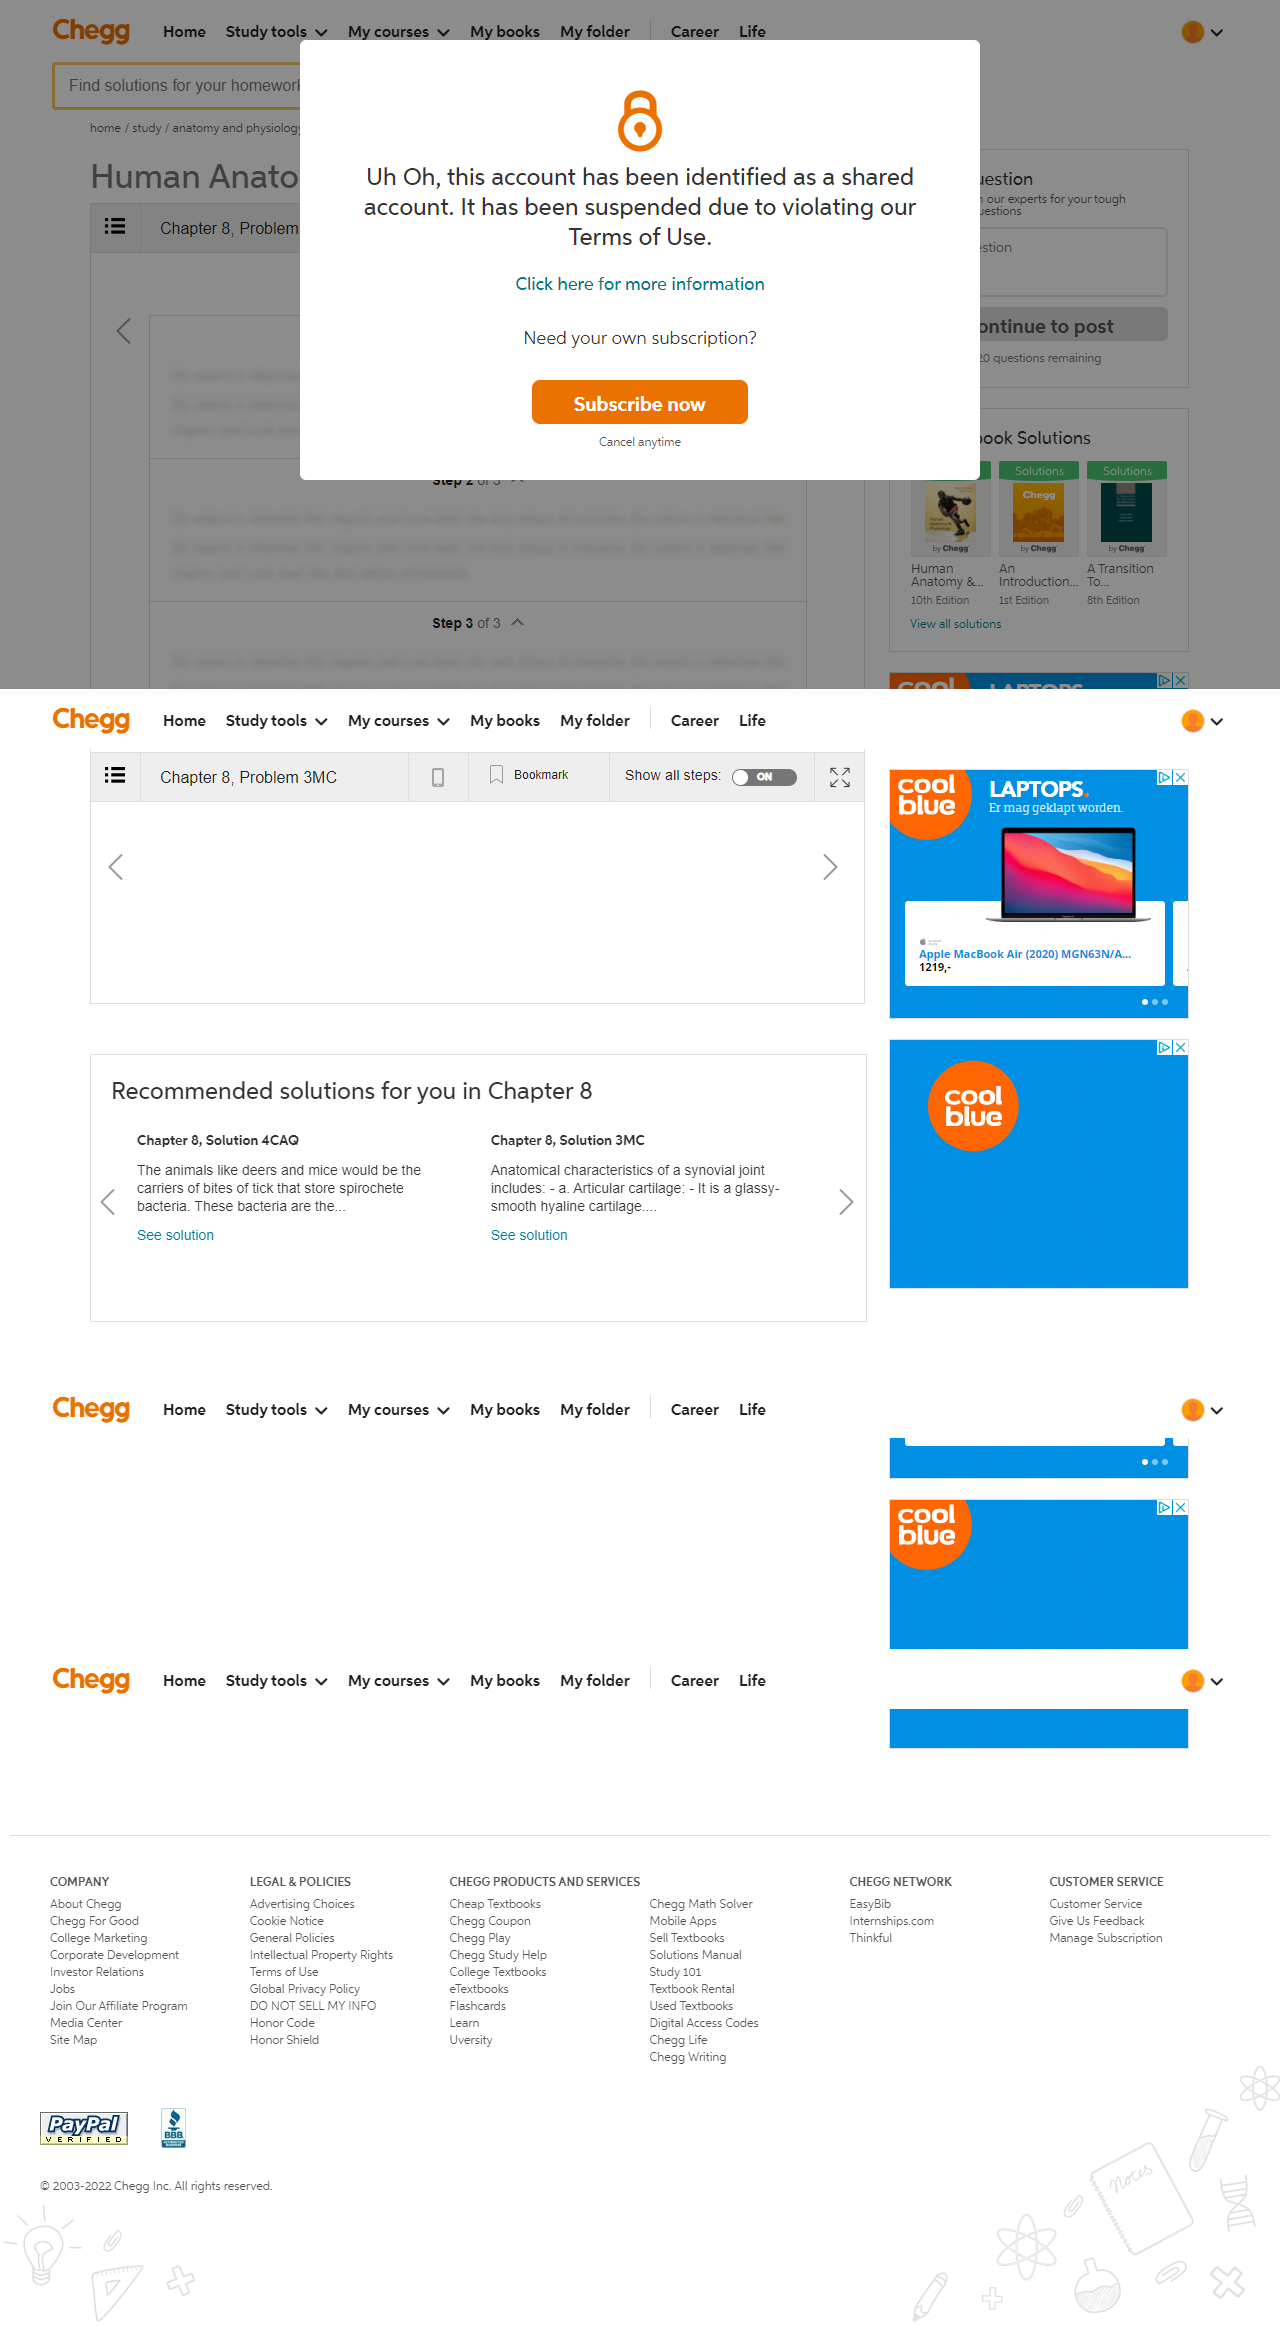 Chegg Home Study tools My courses My books My folder Career Life
Find solutions for your homework
home / study / anatomy and physiology
Human Anato
Chapter 8, Problem
Uh Oh, this account has been identified as a shared
account. It has been suspended due to violating our
Terms of Use.
Click here for more information
Need your own subscription?
Subscribe now
Cancel anytime
uestion
our experts for your tough
uestions
stion
ontinue to post
20 questions remaining
ook Solutions
Solutions Solutions
Chegg
by Chegg by Chegg by Chegg
Human Anatomy &... 10th Edition
An Introduction... 1st Edition
A Transition To... 8th Edition
View all solutions
Step 2 of 3
Step 3 of 3
cool LAPTOPS
Chegg Home Study tools My courses My books My folder Career Life
Chapter 8, Problem 3MC Bookmark Show all steps: ON
cool
blue
LAPTOPS.
Er mag geklapt worden.
Apple MacBook Air (2020) MGN63N/A...
1219,-
Recommended solutions for you in Chapter 8
Chapter 8, Solution 4CAQ
The animals like deers and mice would be the
carriers of bites of tick that store spirochete
bacteria. These bacteria are the...
See solution
Chapter 8, Solution 3MC
Anatomical characteristics of a synovial joint
includes: - a. Articular cartilage: - It is a glassy-
smooth hyaline cartilage....
See solution
cool
blue
Chegg Home Study tools My courses My books My folder Career Life
cool
blue
Chegg Home Study tools My courses My books My folder Career Life
COMPANY
About Chegg
Chegg For Good
College Marketing
Corporate Development
Investor Relations
Jobs
Join Our Affiliate Program
Media Center
Site Map
LEGAL & POLICIES
Advertising Choices
Cookie Notice
General Policies
Intellectual Property Rights
Terms of Use
Global Privacy Policy
DO NOT SELL MY INFO
Honor Code
Honor Shield
CHEGG PRODUCTS AND SERVICES
Cheap Textbooks
Chegg Coupon
Chegg Play
Chegg Study Help
College Textbooks
eTextbooks
Flashcards
Learn
Uversity
Chegg Math Solver
Mobile Apps
Sell Textbooks
Solutions Manual
Study 101
Textbook Rental
Used Textbooks
Digital Access Codes
Chegg Life
Chegg Writing
CHEGG NETWORK
EasyBib
Internships.com
Thinkful
CUSTOMER SERVICE
Customer Service
Give Us Feedback
Manage Subscription
PayPal
VERIFIED
BBB
© 2003-2022 Chegg Inc. All rights reserved.
Notes